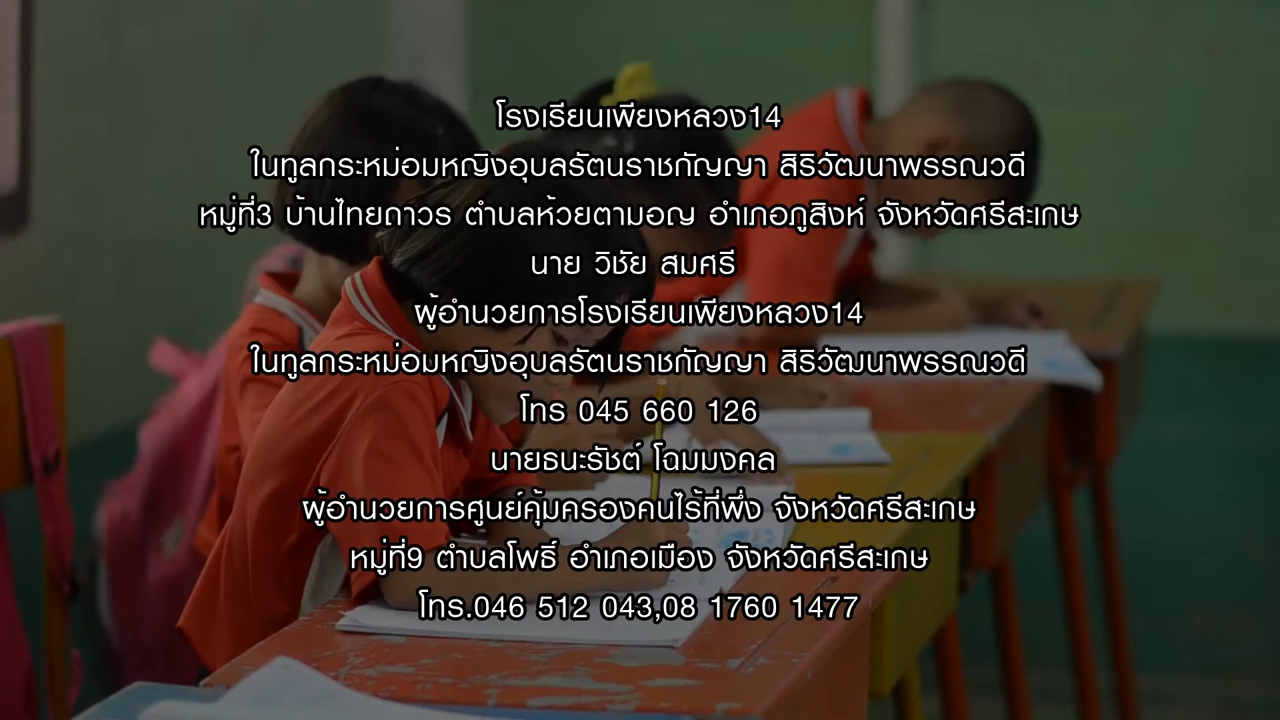 โรงเรียนเพียงหลวง14
ในทูลกระหม่อมหญิงอุบลรัตนราชกัญญา สิริวัฒนาพรรณวดี
หมู่ที่3 บ้านไทยถาวร ตำบลห้วยตามอญ อำเภอภูสิงห์ จังหวัดศรีสะเกษ
นาย วิชัย สมศรี
ผู้อำนวยการโรงเรียนเพียงหลวง14
ในทูลกระหม่อมหญิงอุบลรัตนราชกัญญา สิริวัฒนาพรรณวดี
โทร 045 660 126
นายธนะรัชต์ โฉมมงคล
ผู้อำนวยการศูนย์คุ้มครองคนไร้ที่พึ่ง จังหวัดศรีสะเกษ
หมู่ที่9 ตำบลโพธิ์ อำเภอเมือง จังหวัดศรีสะเกษ
โทร.046 512 043,08 1760 1477